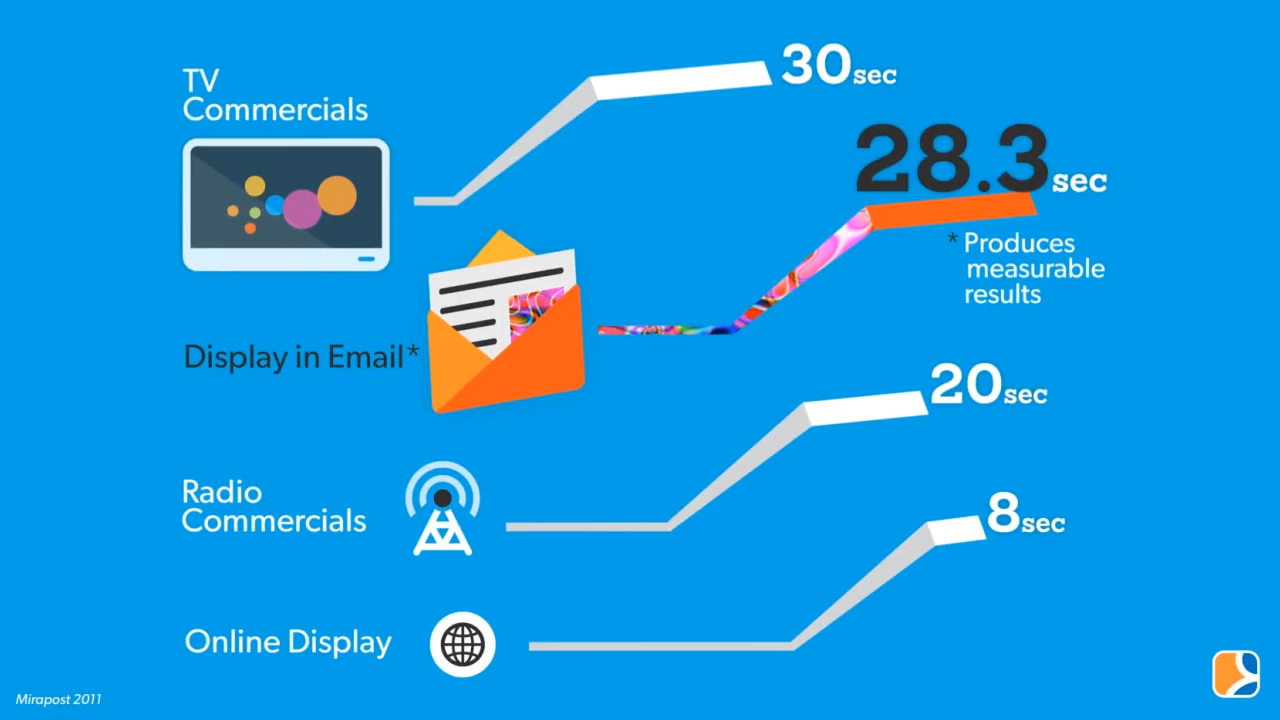 TV
Commercials
30sec
28.3sec
* Produces
measurable
results
Display in Email*
20sec
Radio
Commercials
8sec
Online Display
Mirapost 2011